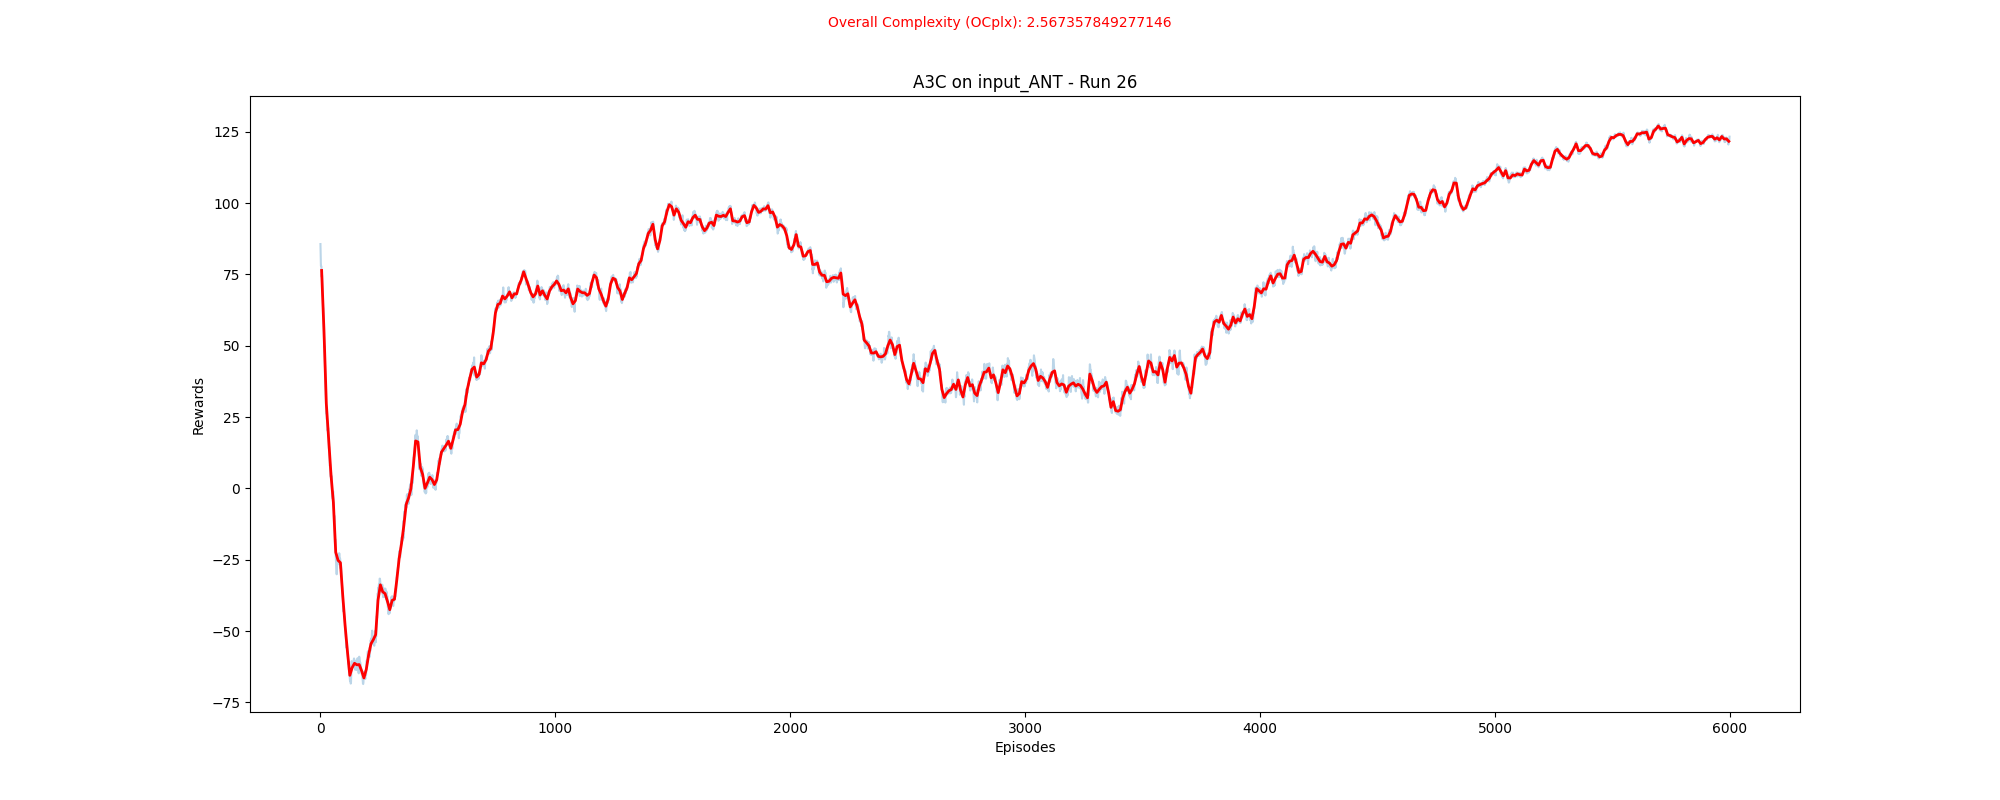 Overall Complexity (OCplx): 2.567357849277146
A3C on input_ANT - Run 26
125
100
75
50
25
0
−25
−50
−75
Rewards
0 1000 2000 3000 4000 5000 6000
Episodes